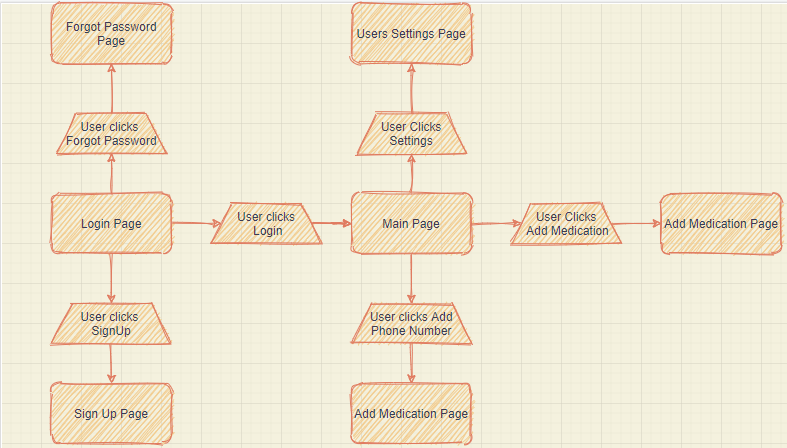 Forgot Password
Page
Users Settings Page
User clicks
Forgot Password
User Clicks
Settings
Login Page
User clicks
Login
Main Page
User Clicks
Add Medication
Add Medication Page
User clicks
SignUp
User clicks Add
Phone Number
Sign Up Page
Add Medication Page